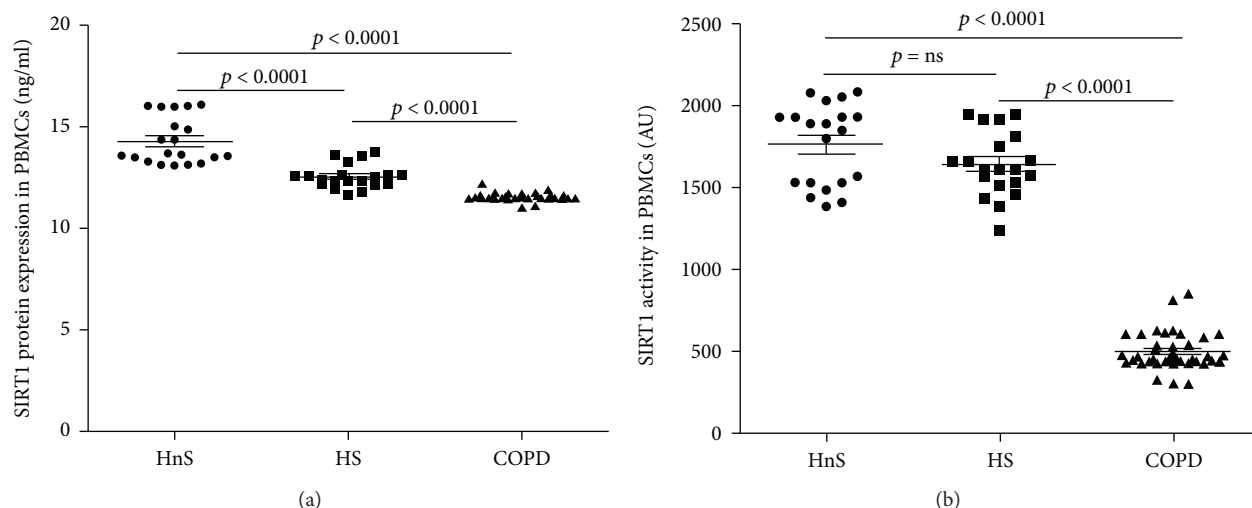 SIRT1 protein expression in PBMCs (ng/ml)
20
15
10
5
0
p < 0.0001
p < 0.0001
p < 0.0001
HnS
HS
COPD
(a)
SIRT1 activity in PBMCs (AU)
2500
2000
1500
1000
500
0
p < 0.0001
p = ns
p < 0.0001
HnS
HS
COPD
(b)